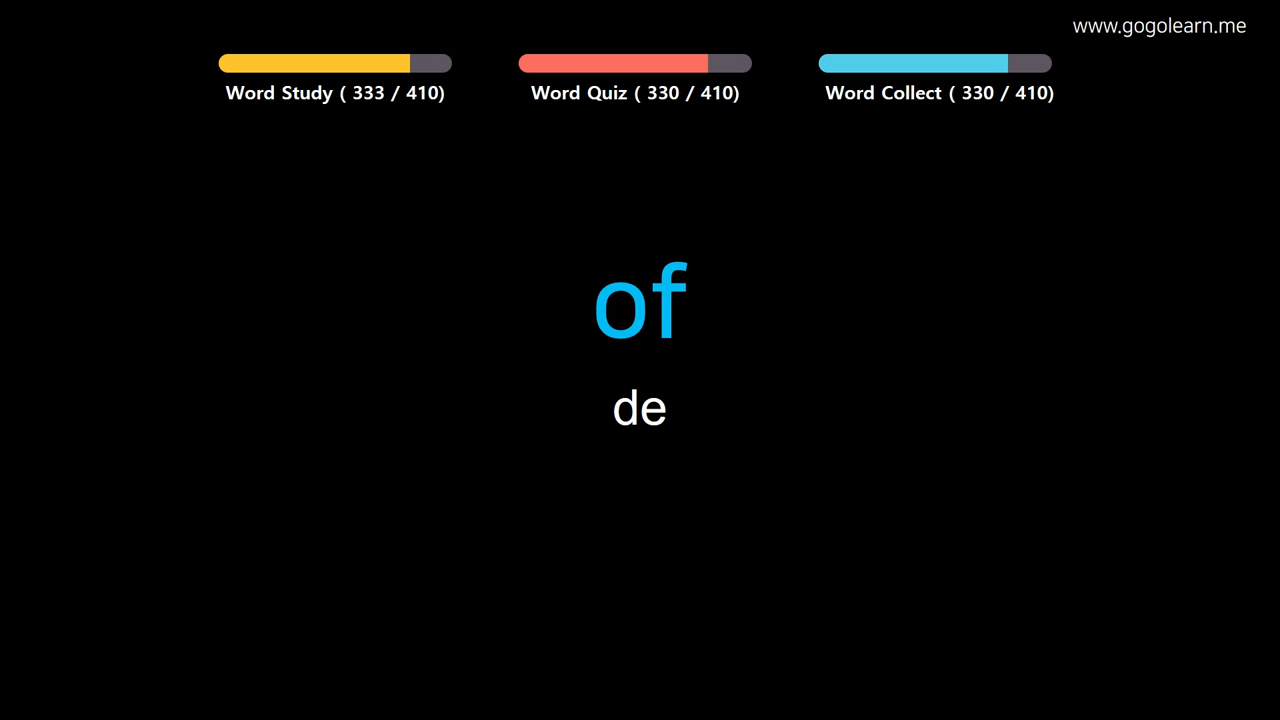 www.gogolearn.me
Word Study ( 333 / 410)
Word Quiz ( 330 / 410)
Word Collect ( 330 / 410)
of
de